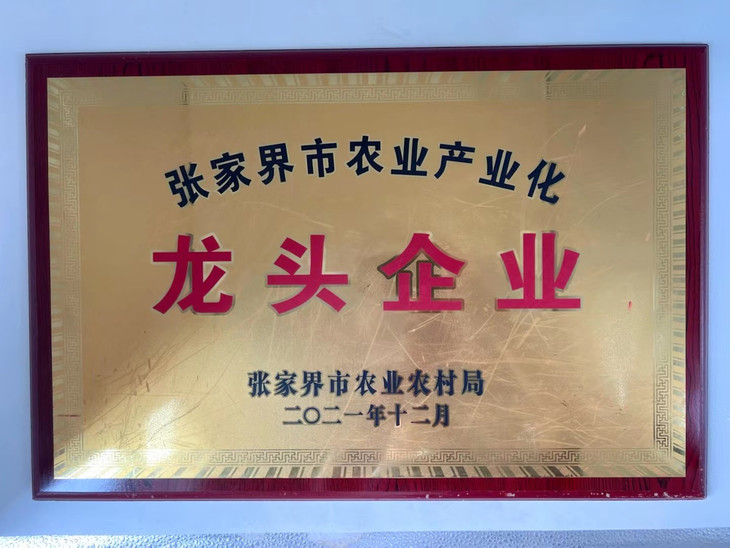 张家界市农业产业化
龙头企业
张家界市农业农村局
二〇二一年十二月